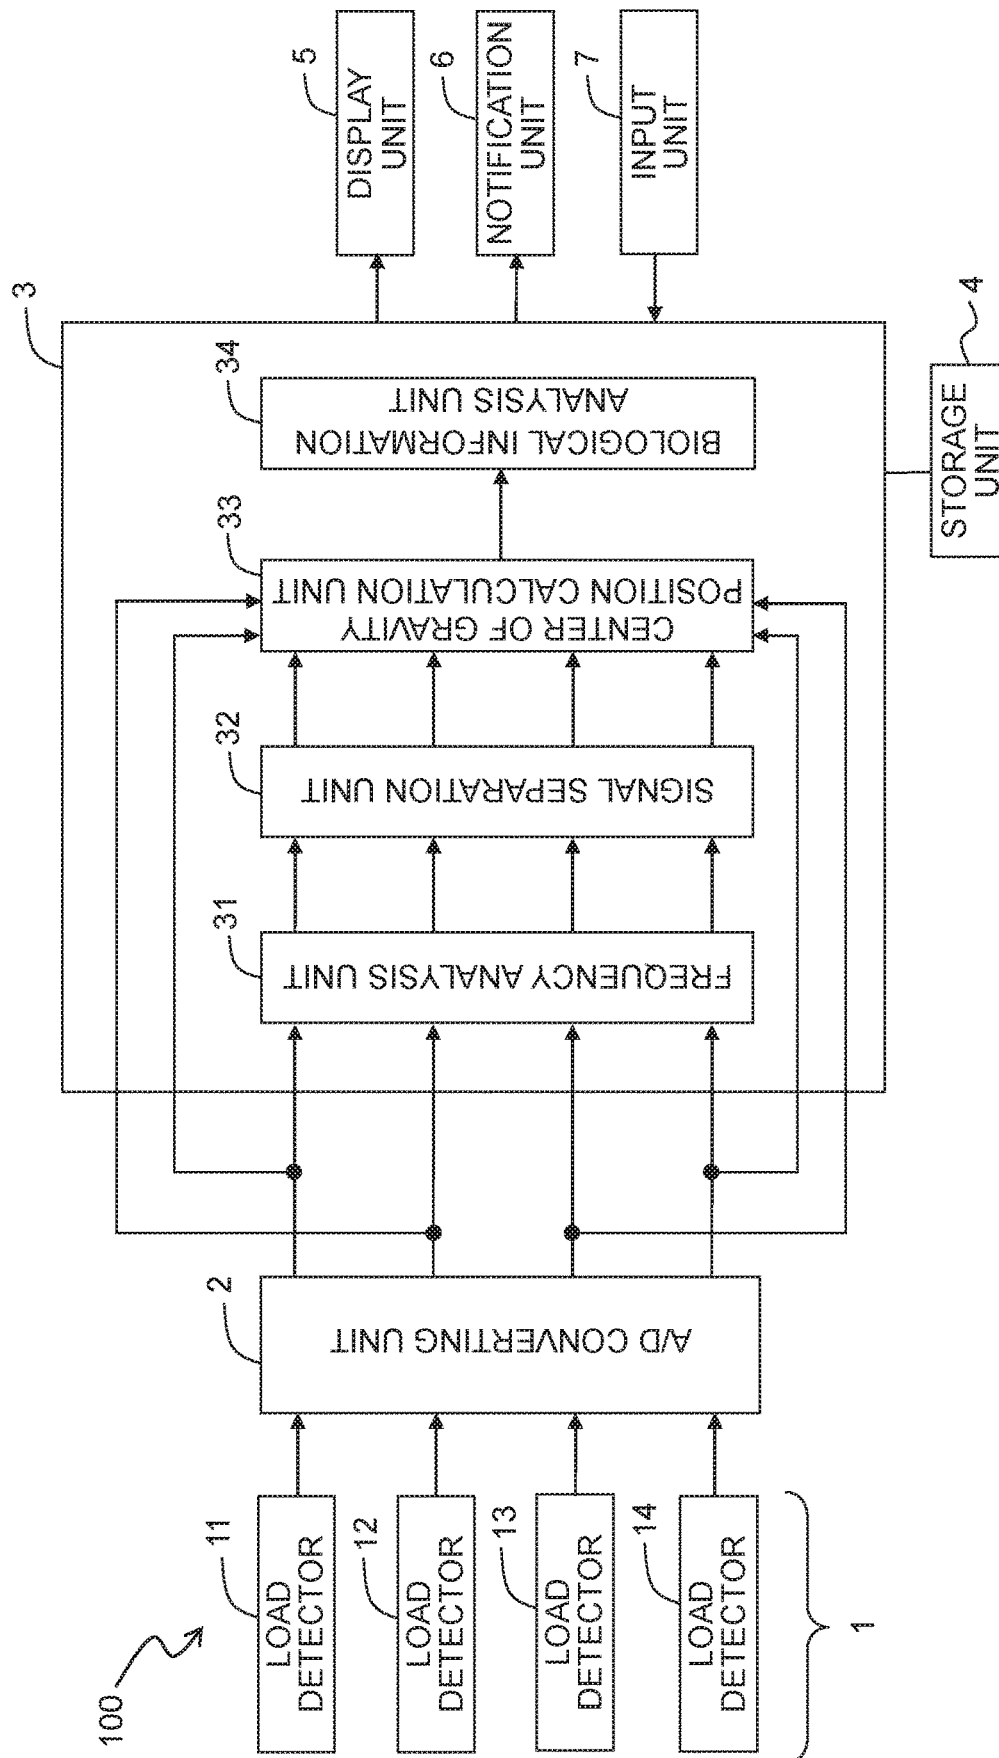 100
LOAD
DETECTOR
11
LOAD
DETECTOR
12
LOAD
DETECTOR
13
LOAD
DETECTOR
14
1
A/D CONVERTING
UNIT
2
3
FREQUENCY ANALYSIS UNIT
31
SIGNAL SEPARATION UNIT
32
CENTER OF GRAVITY
POSITION CALCULATION UNIT
33
BIOLOGICAL INFORMATION
ANALYSIS UNIT
34
STORAGE
UNIT
4
DISPLAY
UNIT
5
NOTIFICATION
UNIT
6
INPUT
UNIT
7